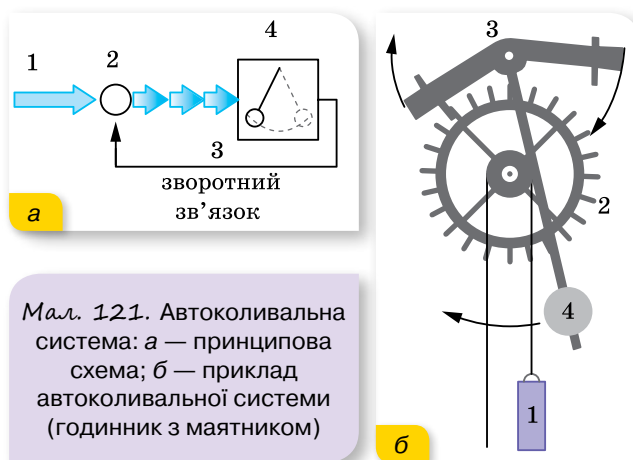 4
1
2
3
зворотний
зв’язок
а
Мал. 121. Автоколивальна
система: а — принципова
схема; б — приклад
автоколивальної системи
(годинник з маятником)
3
2
4
1
б